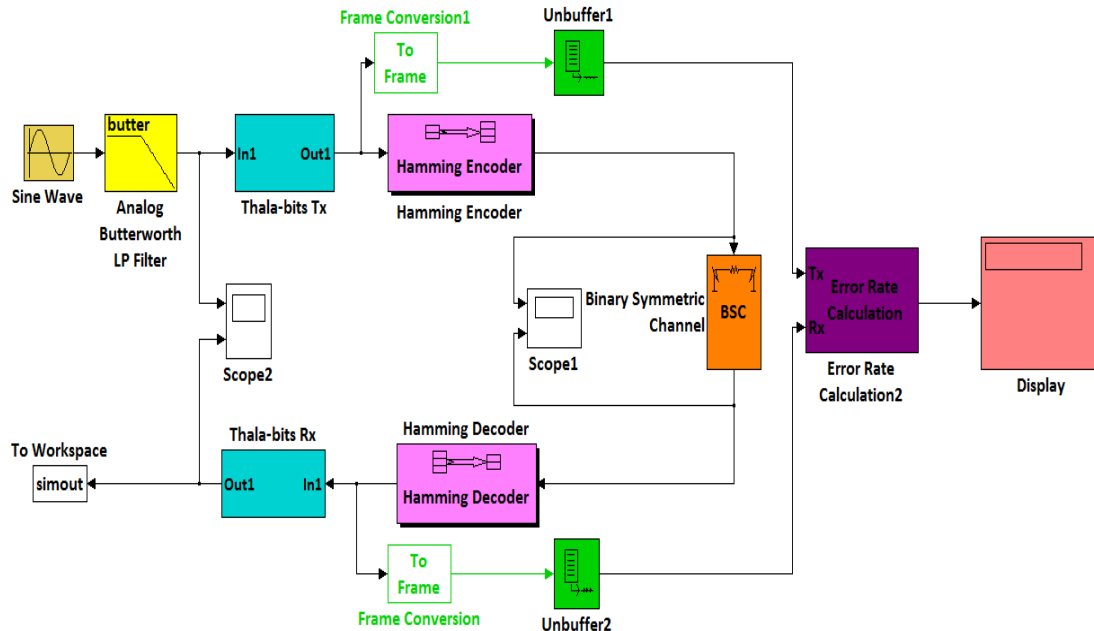 Frame Conversion1
To
Frame
Unbuffer1
Sine Wave
butter
Analog
Butterworth
LP Filter
In1
Out1
Thala-bits Tx
Hamming Encoder
Hamming Encoder
Scope2
Scope1
Binary Symmetric
Channel
BSC
Tx
Rx
Error Rate
Calculation
Error Rate
Calculation2
Display
To Workspace
simout
Thala-bits Rx
Out1
In1
Hamming Decoder
Hamming Decoder
To
Frame
Frame Conversion
Unbuffer2